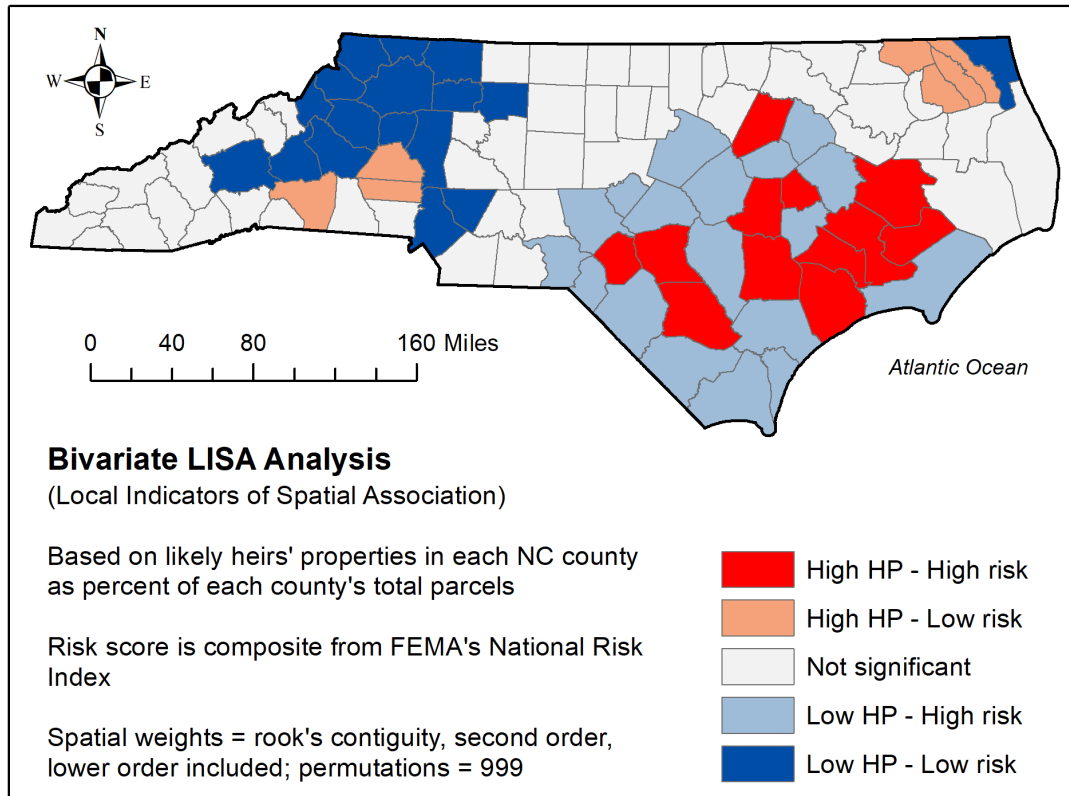 N
W E
S
0 40 80 160 Miles
Atlantic Ocean
Bivariate LISA Analysis
(Local Indicators of Spatial Association)
Based on likely heirs' properties in each NC county
as percent of each county's total parcels
Risk score is composite from FEMA's National Risk
Index
Spatial weights = rook's contiguity, second order,
lower order included; permutations = 999
High HP - High risk
High HP - Low risk
Not significant
Low HP - High risk
Low HP - Low risk